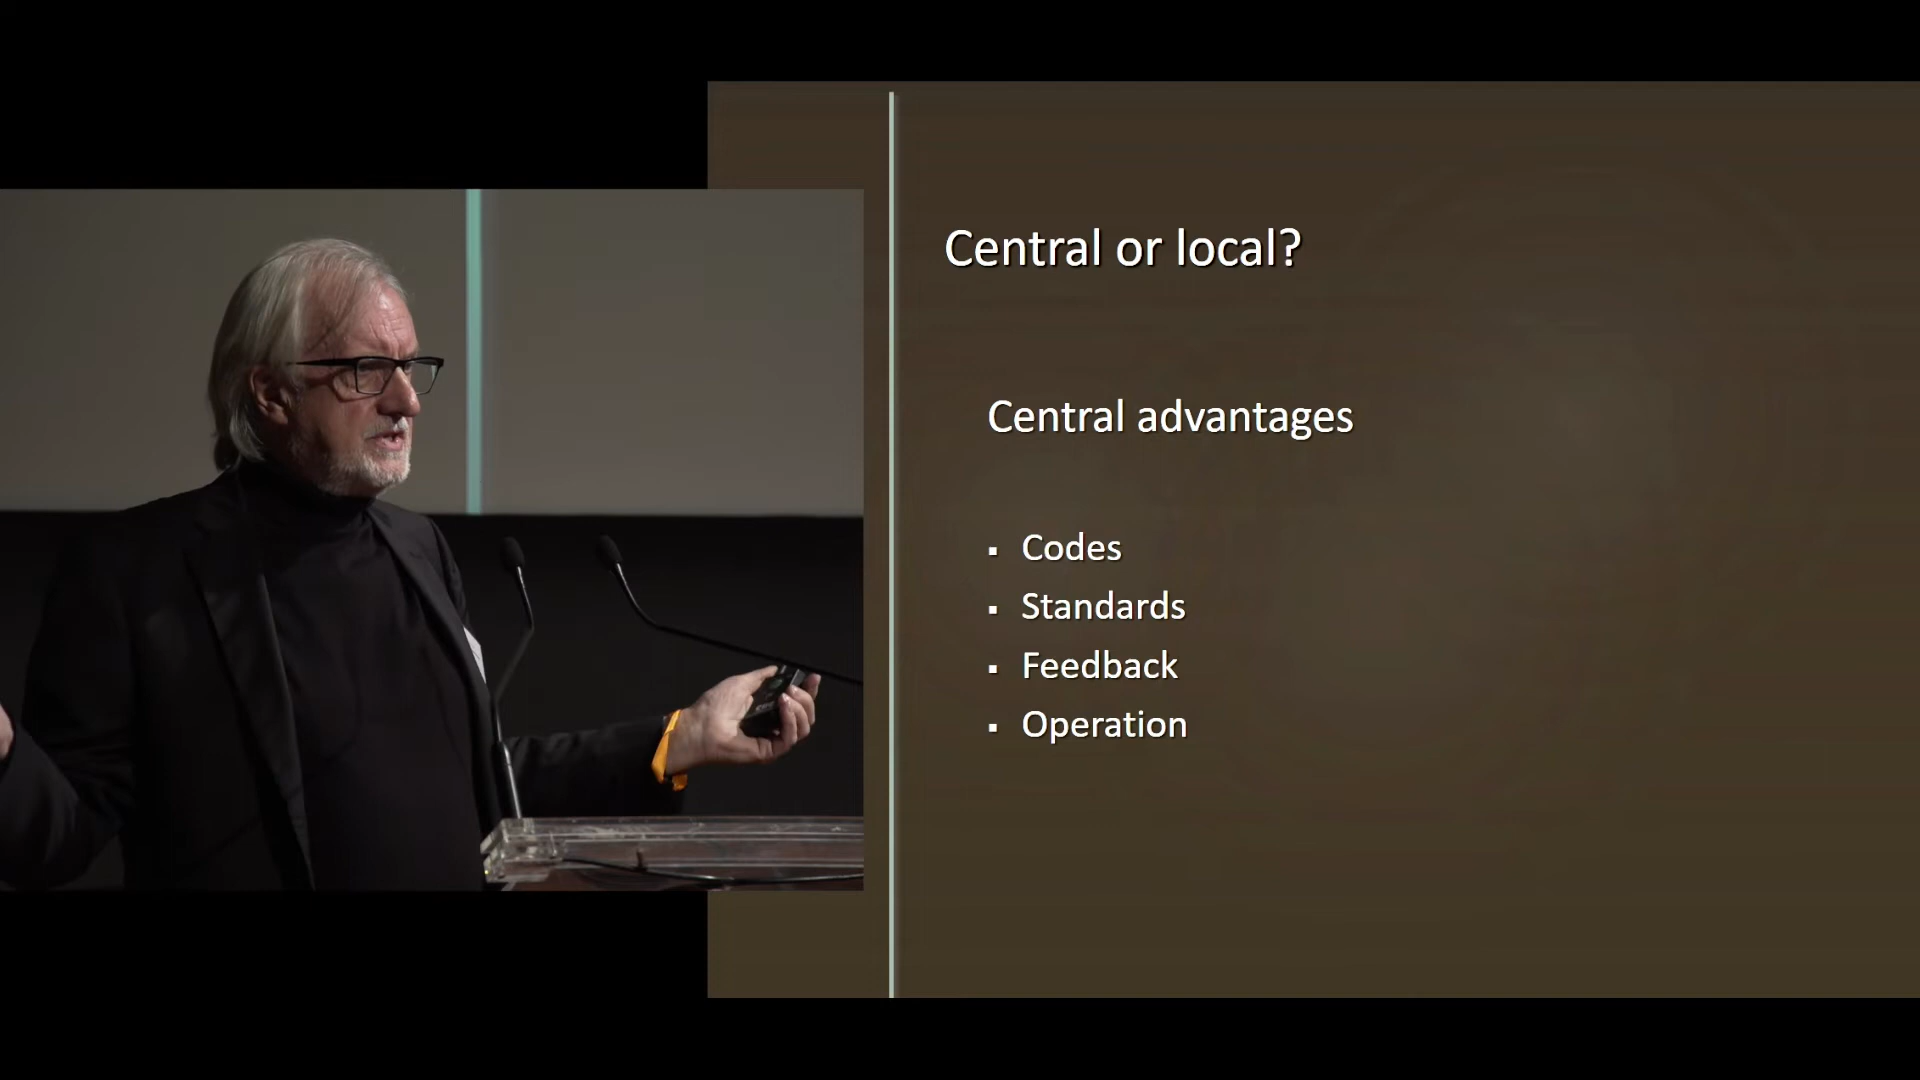 Central or local?
Central advantages
Codes
Standards
Feedback
Operation